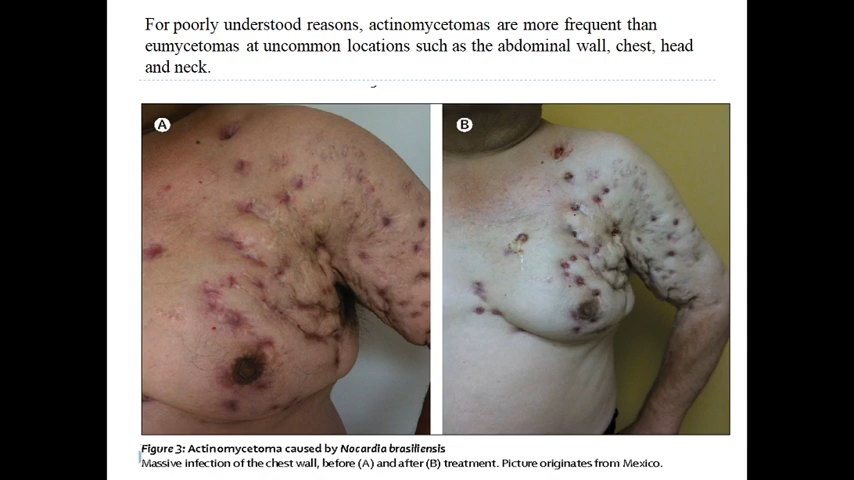 For poorly understood reasons, actinomycetomas are more frequent than
eumycetomas at uncommon locations such as the abdominal wall, chest, head
and neck.
A
B
Figure 3: Actinomycetoma caused by Nocardia brasiliensis
Massive infection of the chest wall, before (A) and after (B) treatment. Picture originates from Mexico.